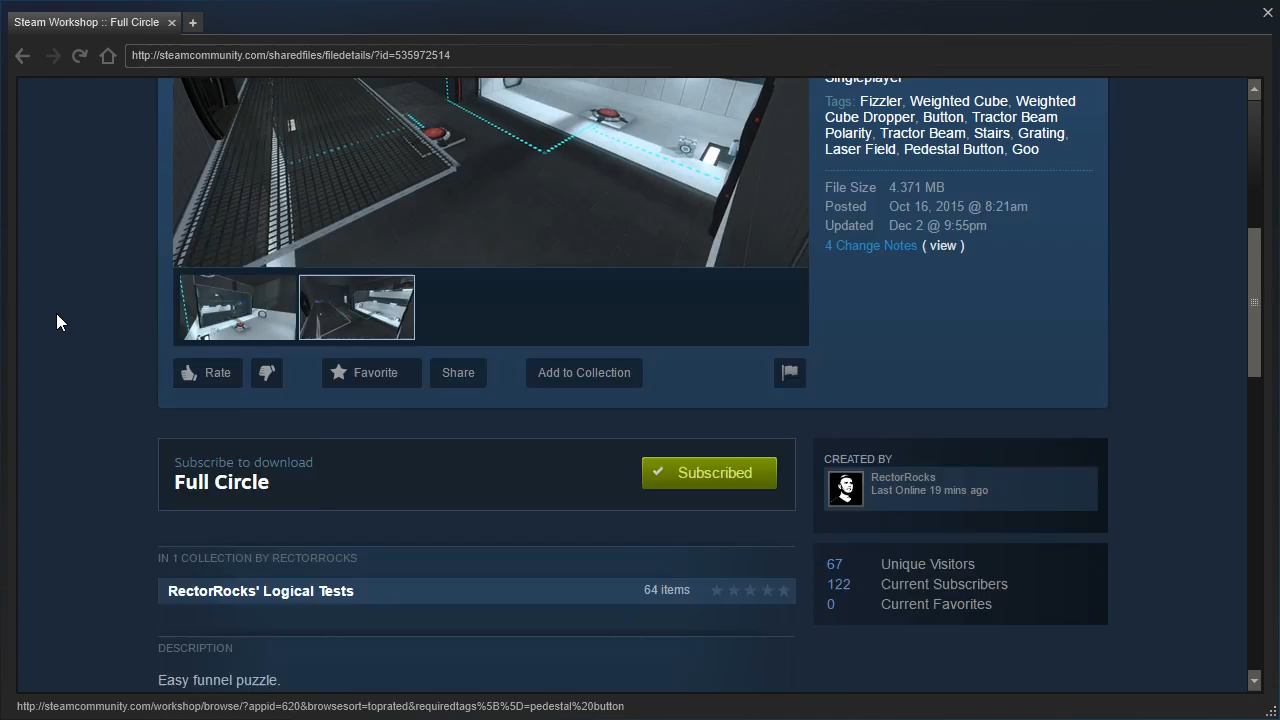 Steam Workshop :: Full Circle
http://steamcommunity.com/sharedfiles/filedetails/?id=535972514
Singleplayer
Tags: Fizzler, Weighted Cube, Weighted
Cube Dropper, Button, Tractor Beam
Polarity, Tractor Beam, Stairs, Grating,
Laser Field, Pedestal Button, Goo
File Size 4.371 MB
Posted Oct 16, 2015 @ 8:21am
Updated Dec 2 @ 9:55pm
4 Change Notes ( view )
Rate Favorite Share Add to Collection
Subscribe to download
Full Circle
Subscribed
CREATED BY
RectorRocks
Last Online 19 mins ago
IN 1 COLLECTION BY RECTORROCKS
RectorRocks' Logical Tests 64 items
67 Unique Visitors
122 Current Subscribers
0 Current Favorites
DESCRIPTION
Easy funnel puzzle.
http://steamcommunity.com/workshop/browse/?appid=620&browsesort=toprated&requiredtags%5B%5D=pedestal%20button